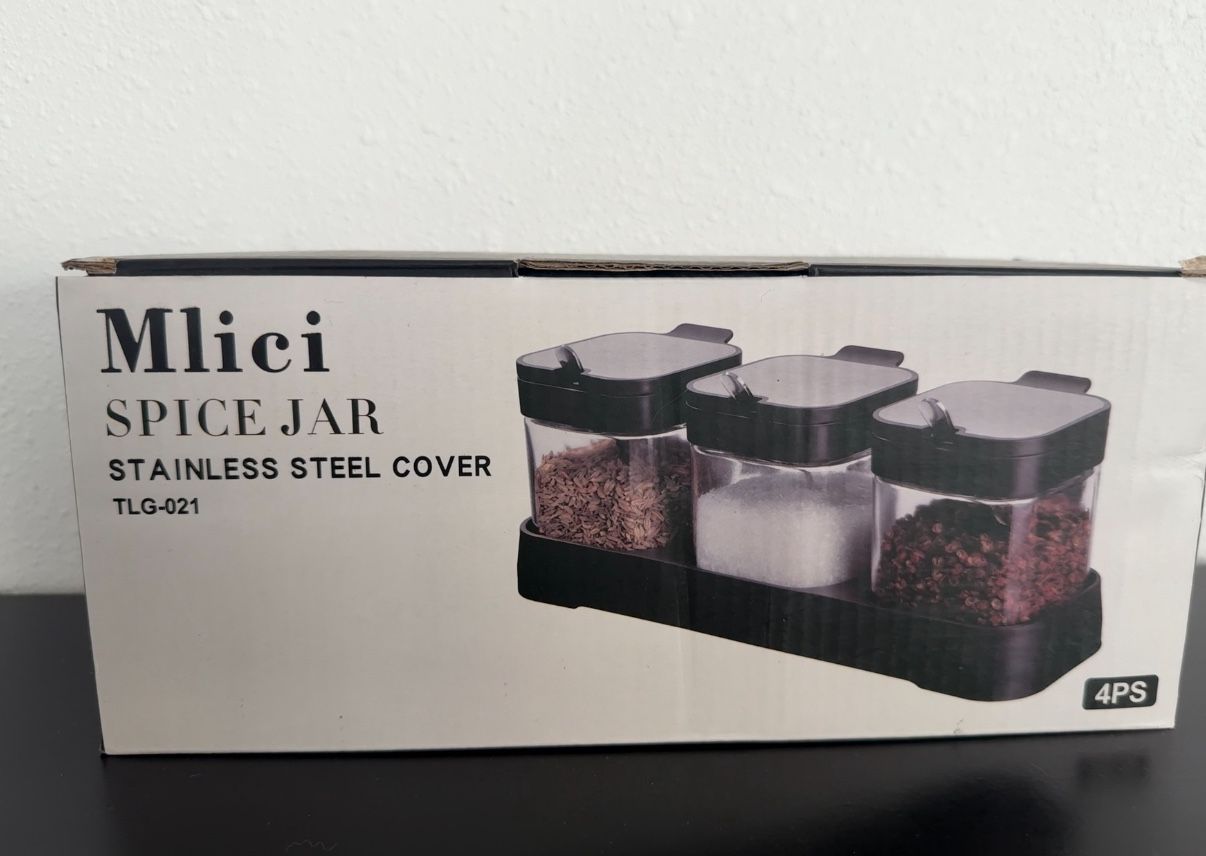 Mlici
SPICE JAR
STAINLESS STEEL COVER
TLG-021
4PS